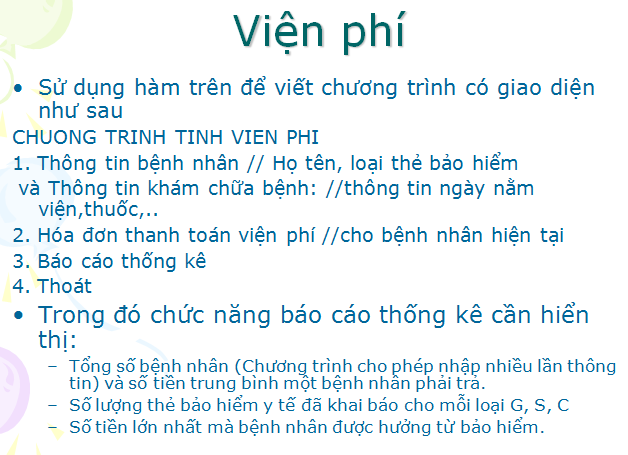 Viện phí
• Sử dụng hàm trên để viết chương trình có giao diện
như sau
CHUONG TRINH TINH VIEN PHI
1. Thông tin bệnh nhân // Họ tên, loại thẻ bảo hiểm
và Thông tin khám chữa bệnh: //thông tin ngày nằm
viện,thuốc,..
2. Hóa đơn thanh toán viện phí //cho bệnh nhân hiện tại
3. Báo cáo thống kê
4. Thoát
• Trong đó chức năng báo cáo thống kê cần hiển
thị:
– Tổng số bệnh nhân (Chương trình cho phép nhập nhiều lần thông
tin) và số tiền trung bình một bệnh nhân phải trả.
– Số lượng thẻ bảo hiểm y tế đã khai báo cho mỗi loại G, S, C
– Số tiền lớn nhất mà bệnh nhân được hưởng từ bảo hiểm.